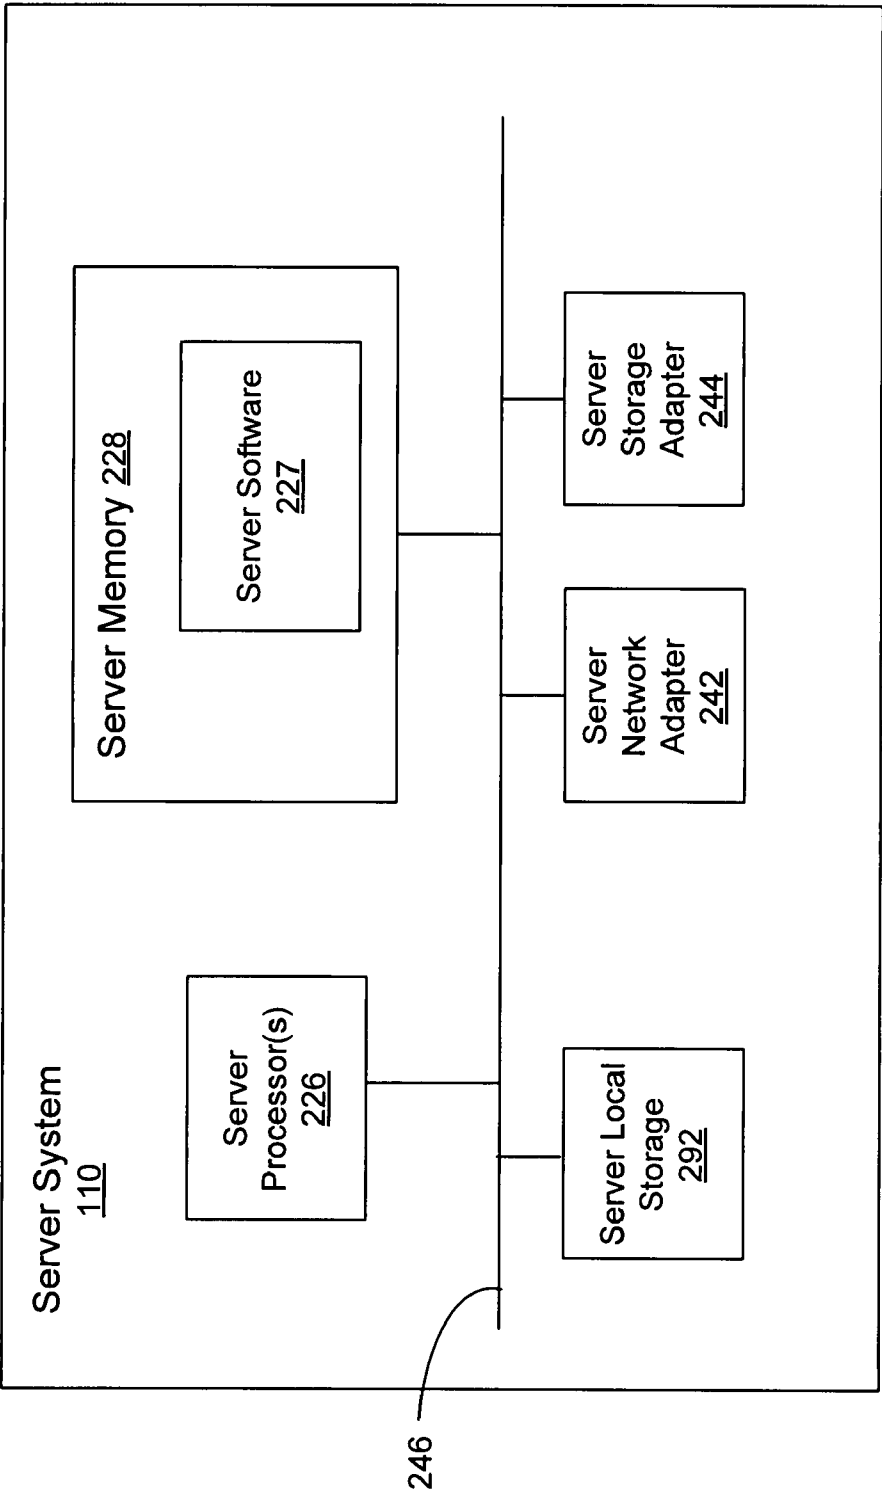 Server System
110
Server Memory 228
Server Software
227
Server
Processor(s)
226
Server Local
Storage
292
Server
Network
Adapter
242
Server
Storage
Adapter
244
246